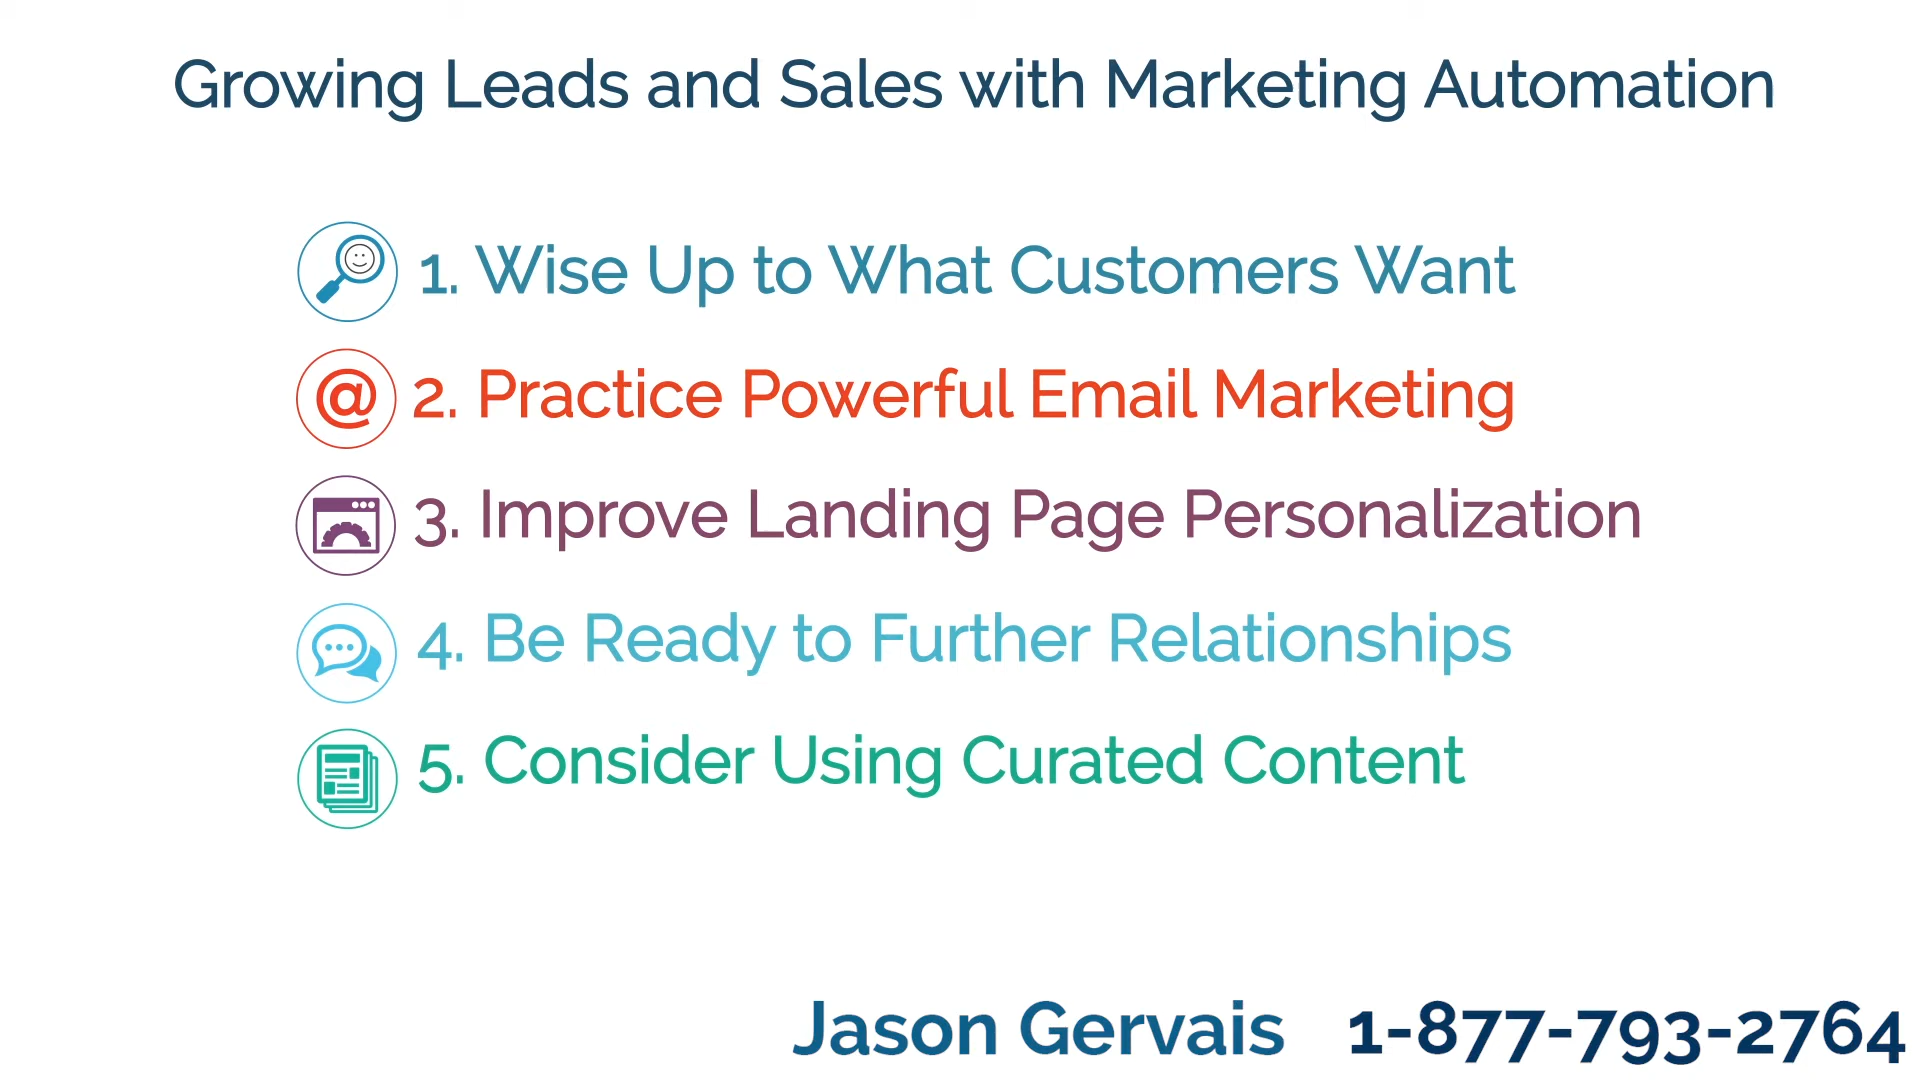 Growing Leads and Sales with Marketing Automation
1. Wise Up to What Customers Want
@ 2. Practice Powerful Email Marketing
3. Improve Landing Page Personalization
4. Be Ready to Further Relationships
5. Consider Using Curated Content
Jason Gervais 1-877-793-2764